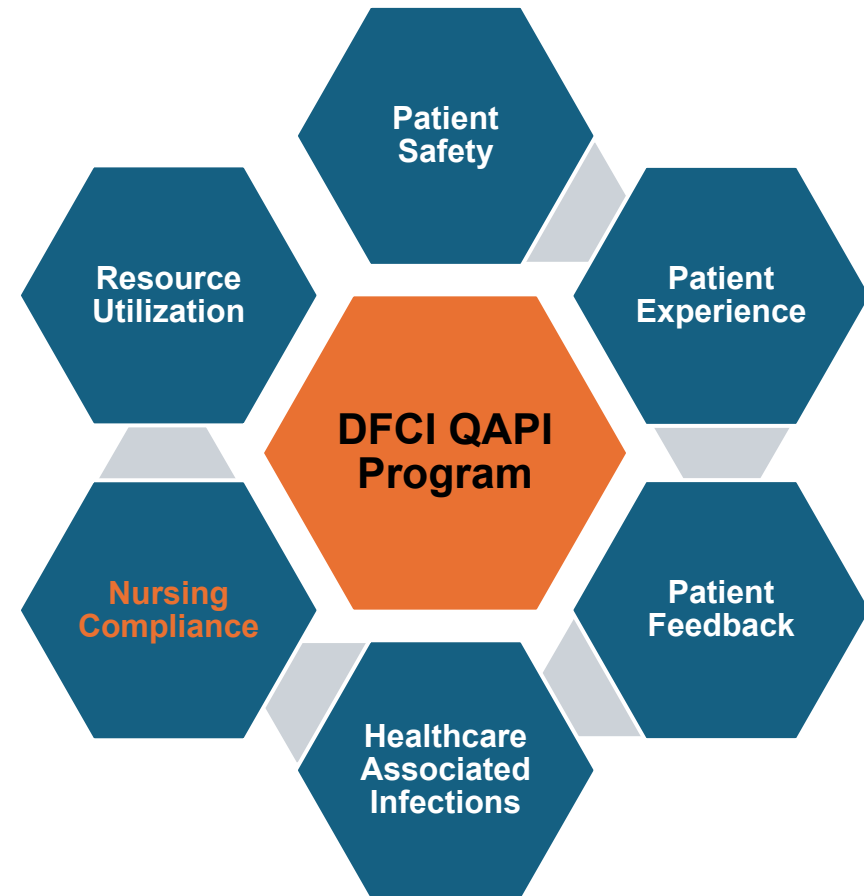 Patient
Safety
Resource
Utilization
Patient
Experience
DFCI QAPI
Program
Nursing
Compliance
Patient
Feedback
Healthcare
Associated
Infections